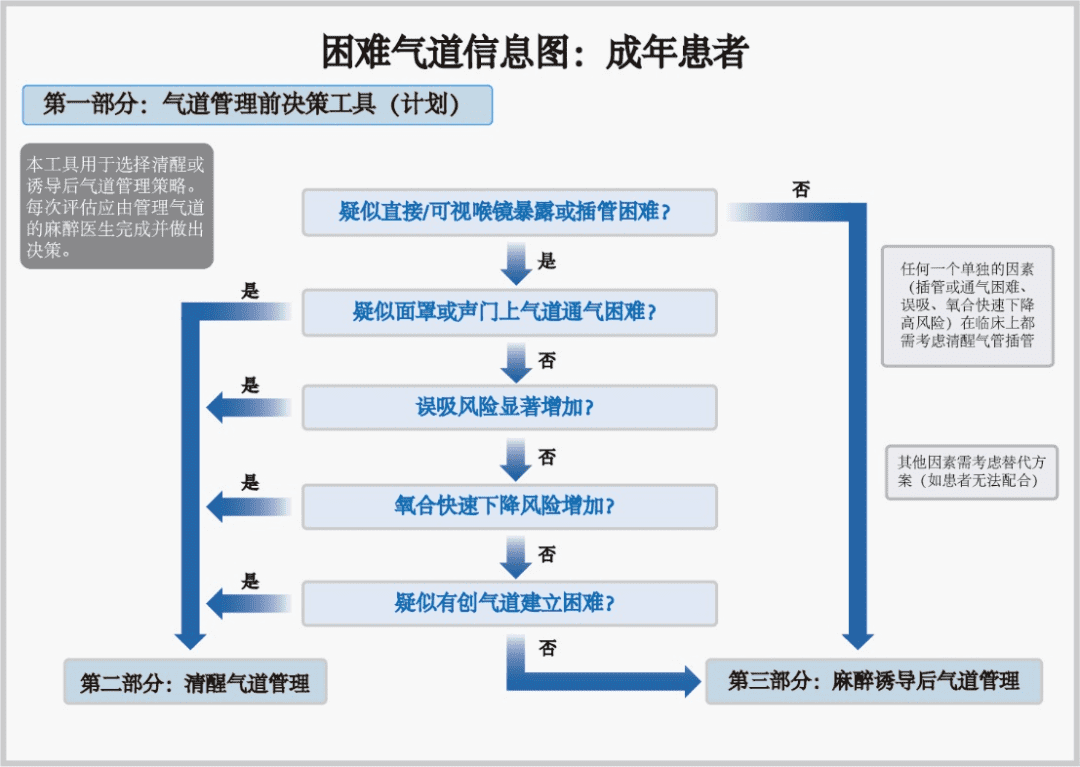 困难气道信息图：成年患者
第一部分：气道管理前决策工具（计划）
本工具用于选择清醒或
诱导后气道管理策略。
每次评估应由管理气道
的麻醉医生完成并做出
决策。
疑似直接/可视喉镜暴露或插管困难?
否
是
疑似面罩或声门上气道通气困难?
是
否
任何一个单独的因素
（插管或通气困难、
误吸、氧合快速下降
高风险）在临床上都
需考虑清醒气管插管
误吸风险显著增加?
是
否
其他因素需考虑替代方
案（如患者无法配合）
氧合快速下降风险增加?
是
否
疑似有创气道建立困难?
是
否
第二部分：清醒气道管理
第三部分：麻醉诱导后气道管理